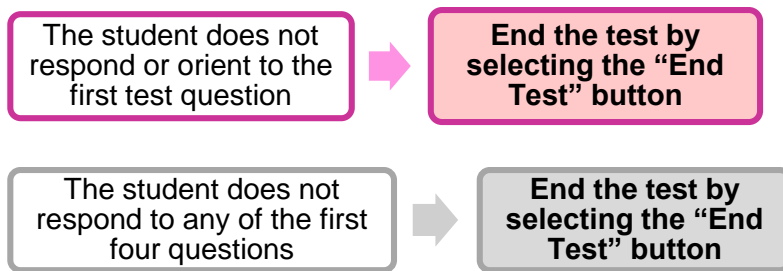 The student does not
respond or orient to the
first test question
End the test by
selecting the “End
Test” button
The student does not
respond to any of the first
four questions
End the test by
selecting the “End
Test” button